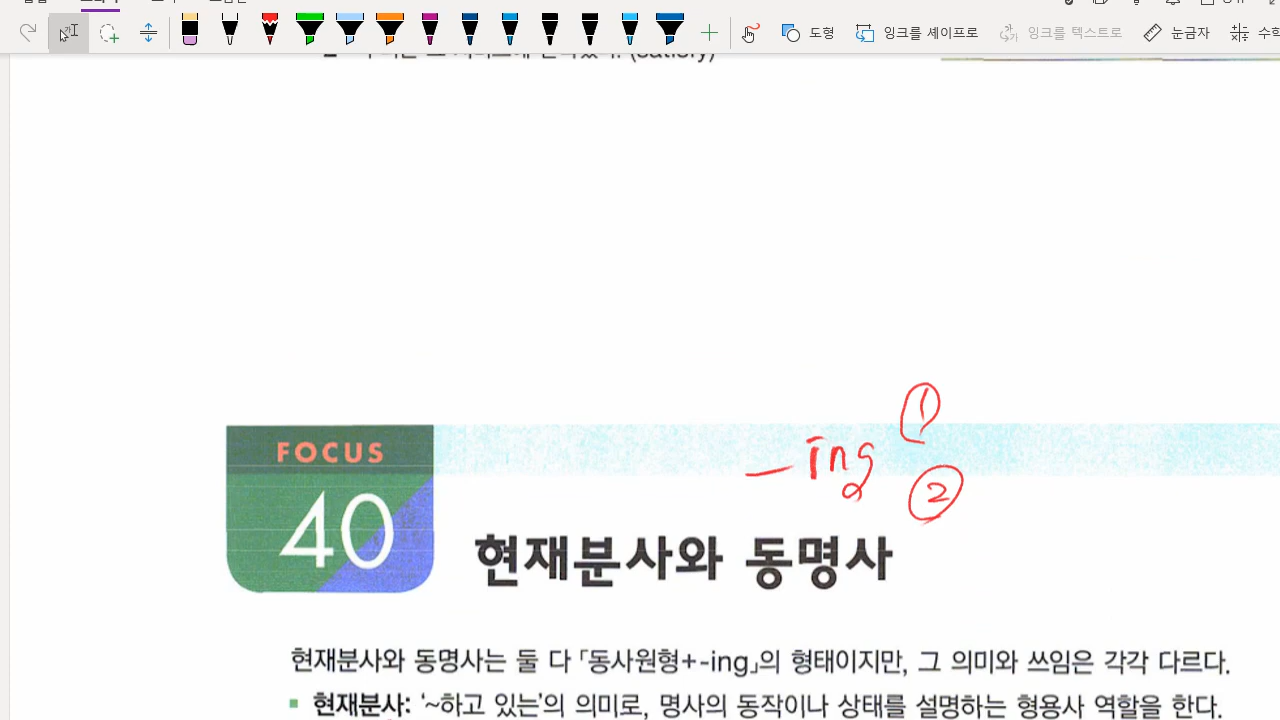 도형 잉크를 셰이프로 잉크를 텍스트로 눈금자 수학
(satisfy)
- ing ① ②
FOCUS
40
현재분사와 동명사
현재분사와 동명사는 둘 다 「동사원형+-ing」의 형태이지만, 그 의미와 쓰임은 각각 다르다.
현재분사: ‘~하고 있는’의 의미로, 명사의 동작이나 상태를 설명하는 형용사 역할을 한다.